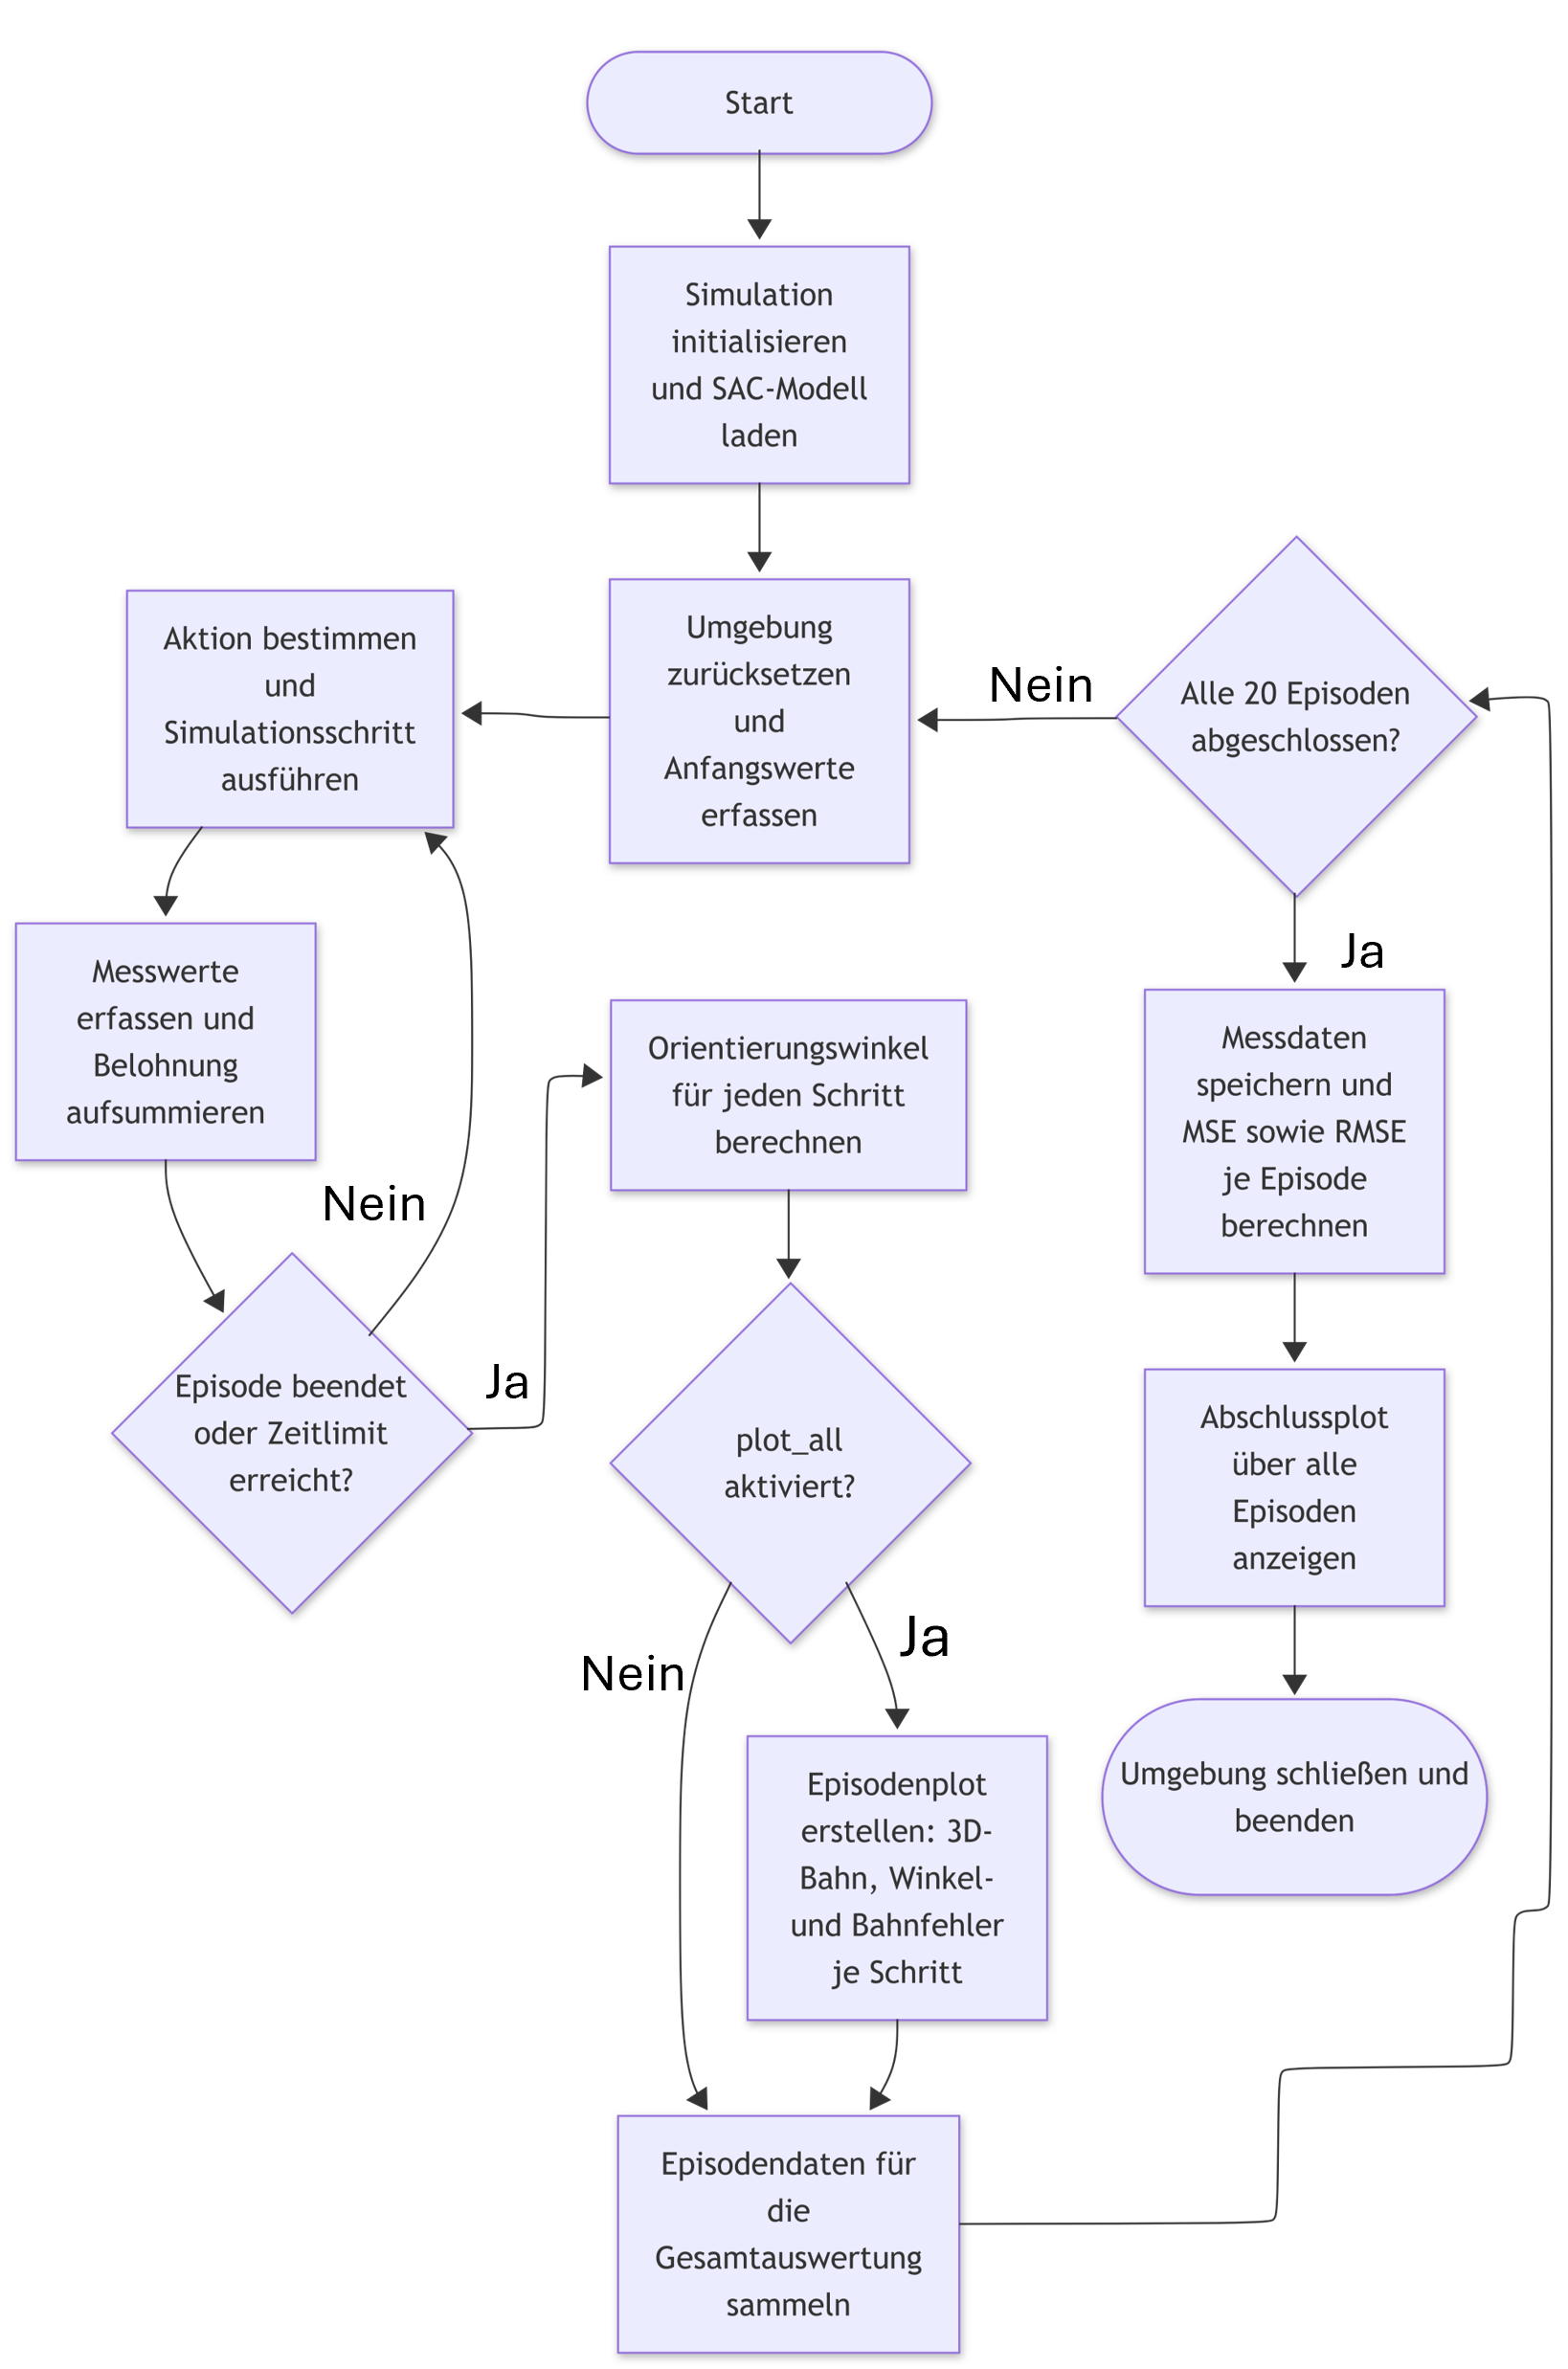 Start
Simulation
initialisieren
und SAC-Modell
laden
Umgebung
zurücksetzen
und
Anfangswerte
erfassen
Nein
Alle 20 Episoden
abgeschlossen?
Aktion bestimmen
und
Simulationsschritt
ausführen
Messwerte
erfassen und
Belohnung
aufsummieren
Nein
Episode beendet
oder Zeitlimit
erreicht?
Ja
Orientierungswinkel
für jeden Schritt
berechnen
plot_all
aktiviert?
Nein
Ja
Episodenplot
erstellen: 3D-
Bahn, Winkel-
und Bahnfehler
je Schritt
Episodendaten für
die
Gesamtauswertung
sammeln
Ja
Messdaten
speichern und
MSE sowie RMSE
je Episode
berechnen
Abschlussplot
über alle
Episoden
anzeigen
Umgebung schließen und
beenden